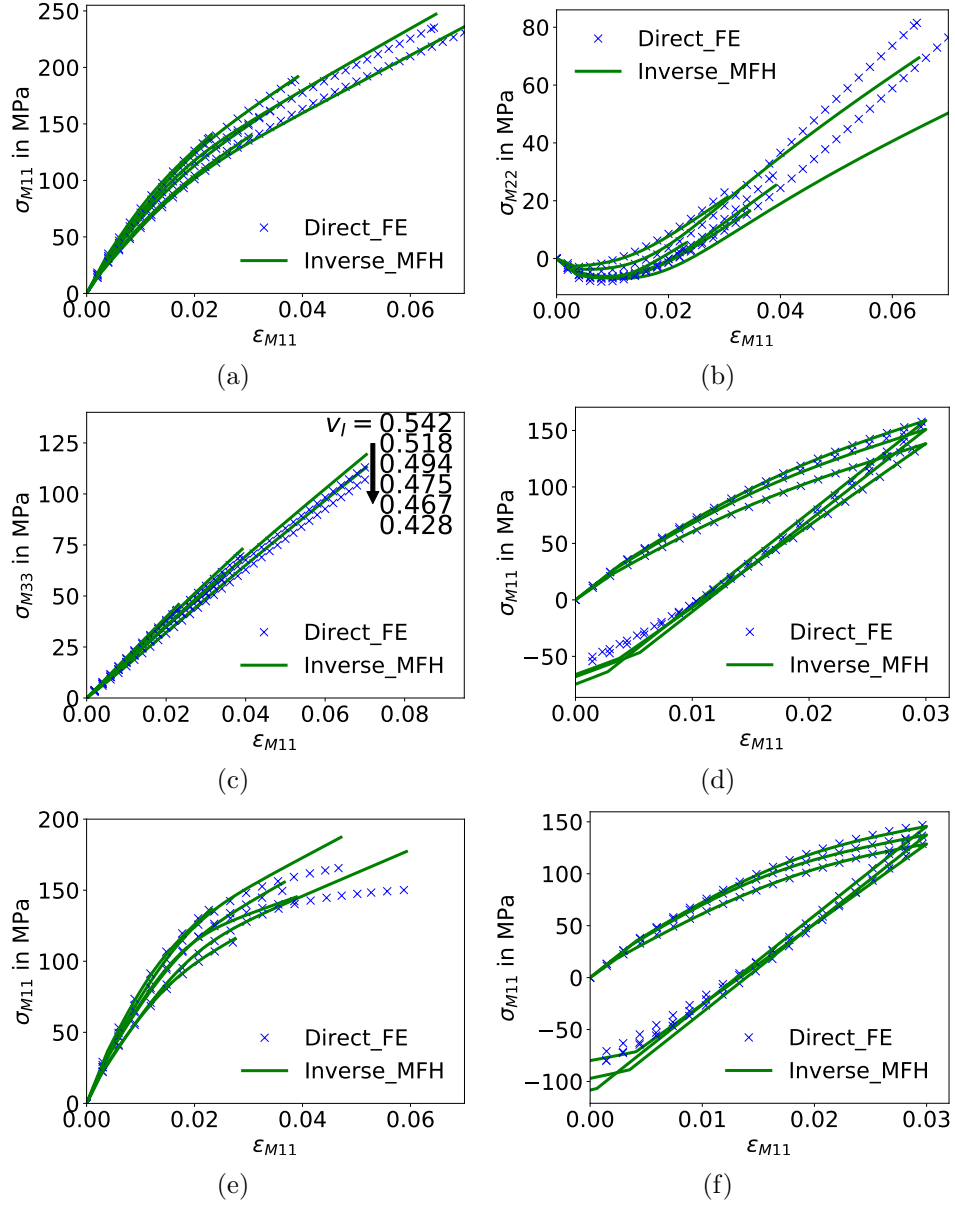 250
200
150
100
50
0
σM11 in MPa
Direct_FE
Inverse_MFH
0.00 0.02 0.04 0.06
εM11
(a)
80
60
40
20
0
σM22 in MPa
Direct_FE
Inverse_MFH
0.00 0.02 0.04 0.06
εM11
(b)
125
100
75
50
25
0
σM33 in MPa
vI = 0.542
0.518
0.494
0.475
0.467
0.428
Direct_FE
Inverse_MFH
0.00 0.02 0.04 0.06 0.08
εM11
(c)
150
100
50
0
−50
σM11 in MPa
Direct_FE
Inverse_MFH
0.00 0.01 0.02 0.03
εM11
(d)
200
150
100
50
0
σM11 in MPa
Direct_FE
Inverse_MFH
0.00 0.02 0.04 0.06
εM11
(e)
150
100
50
0
−50
−100
σM11 in MPa
Direct_FE
Inverse_MFH
0.00 0.01 0.02 0.03
εM11
(f)